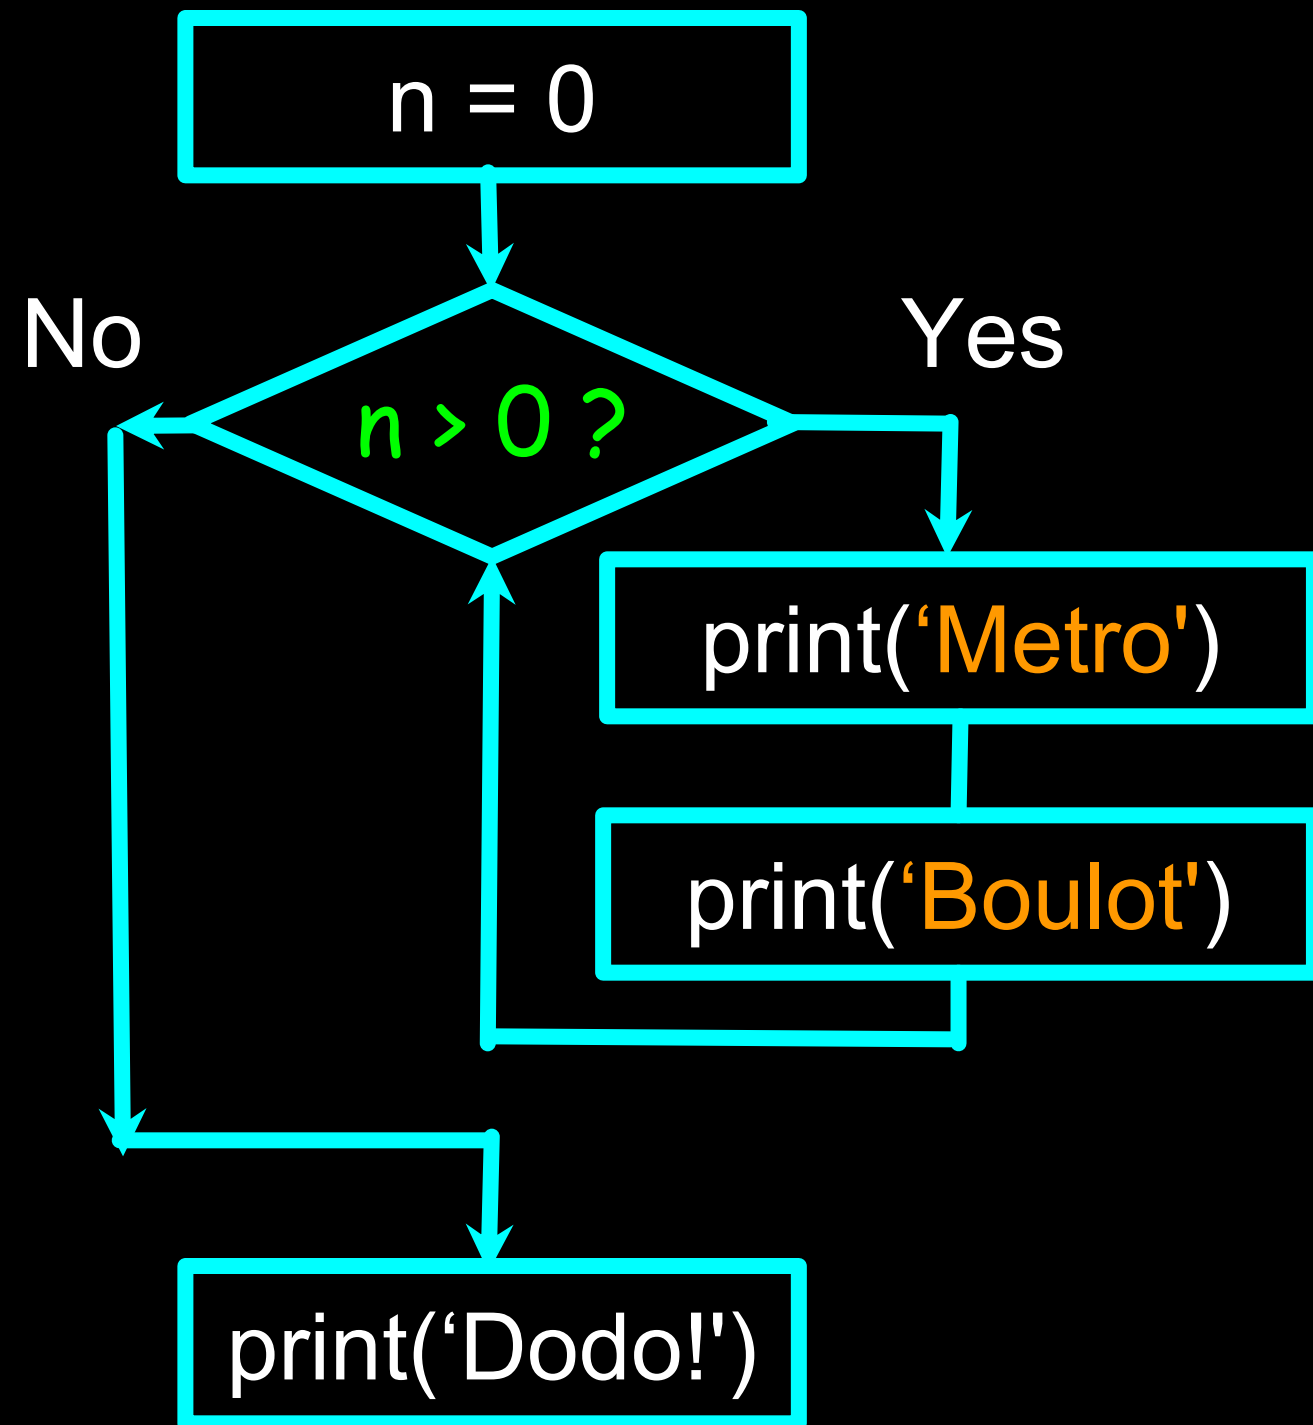 n = 0
No
Yes
n > 0 ?
print(‘Metro')
print(‘Boulot')
print(‘Dodo!')